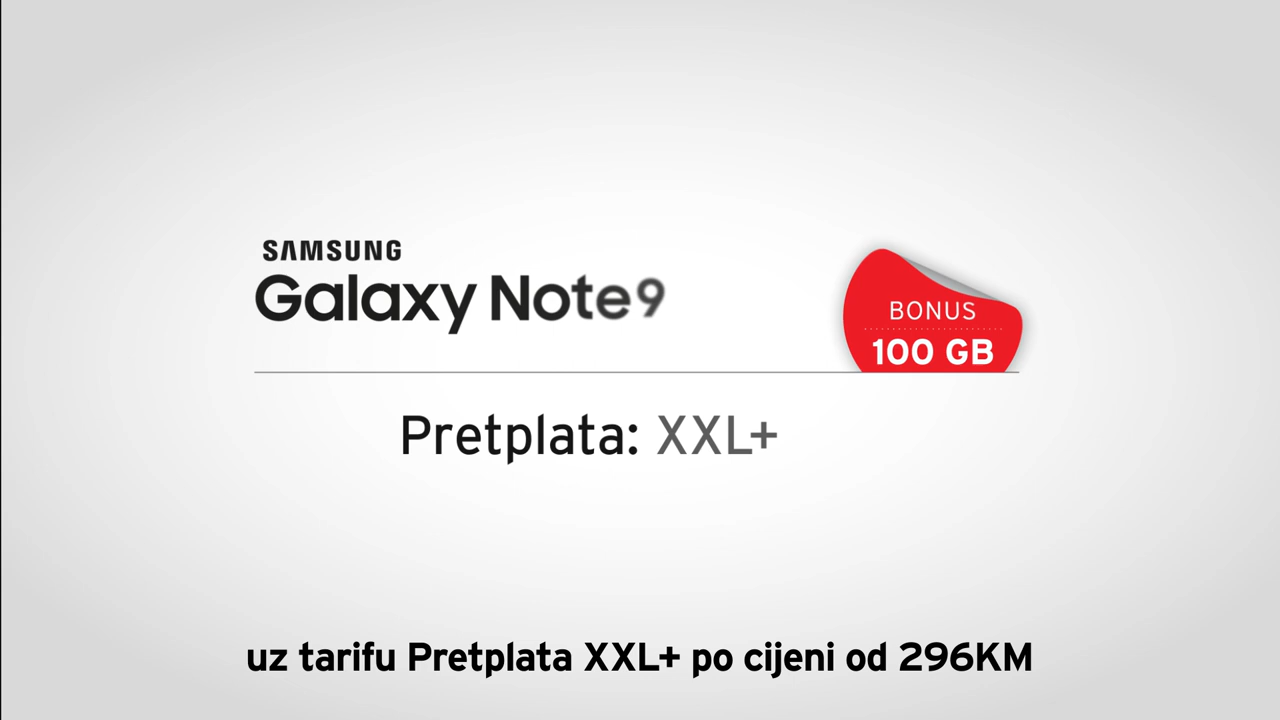 SAMSUNG
Galaxy Note9
BONUS
100 GB
Pretplata: XXL+
uz tarifu Pretplata XXL+ po cijeni od 296KM